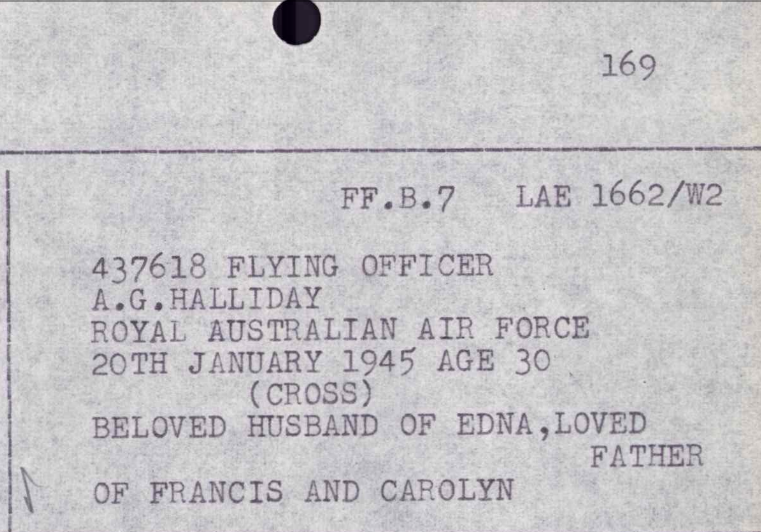 169
FF.B.7 LAE 1662/W2
437618 FLYING OFFICER
A.G.HALLIDAY
ROYAL AUSTRALIAN AIR FORCE
20TH JANUARY 1945 AGE 30
(CROSS)
BELOVED HUSBAND OF EDNA,LOVED
FATHER
OF FRANCIS AND CAROLYN